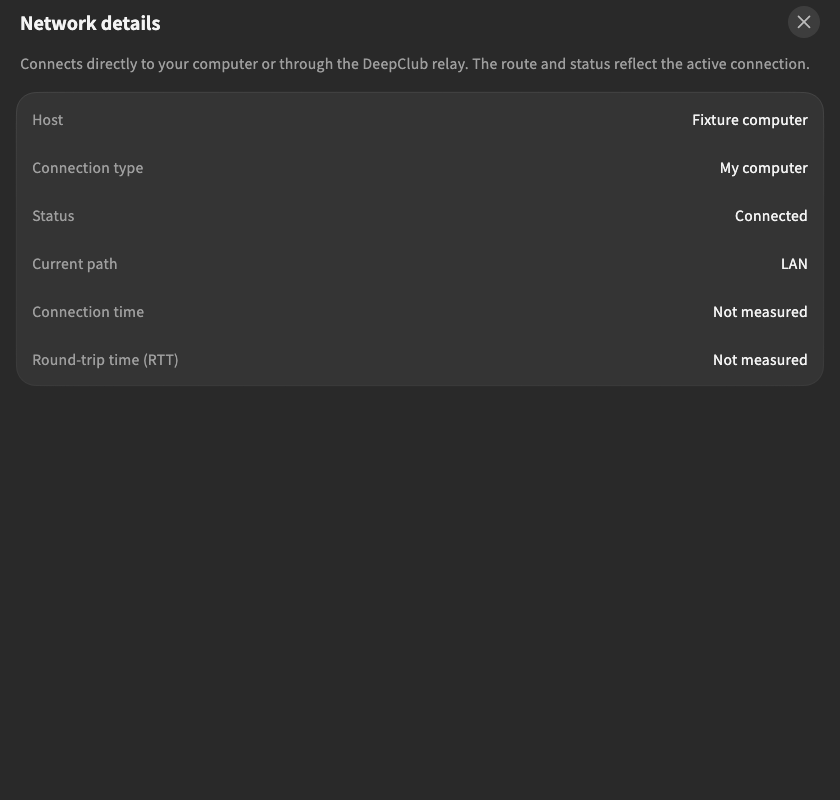 Network details
Connects directly to your computer or through the DeepClub relay. The route and status reflect the active connection.
Host Fixture computer
Connection type My computer
Status Connected
Current path LAN
Connection time Not measured
Round-trip time (RTT) Not measured